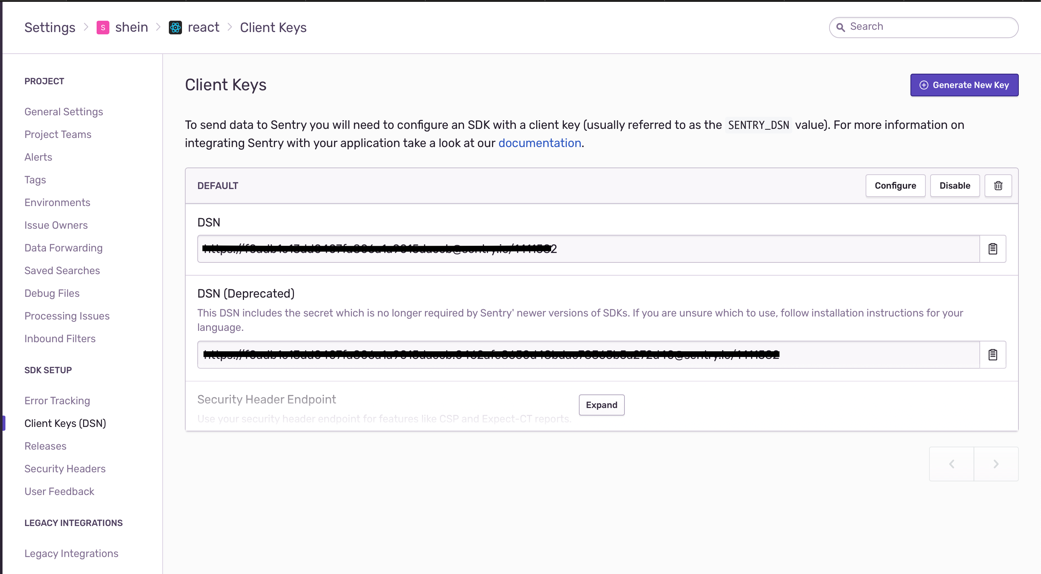 Settings > S shein > react > Client Keys
Search
PROJECT
General Settings
Project Teams
Alerts
Tags
Environments
Issue Owners
Data Forwarding
Saved Searches
Debug Files
Processing Issues
Inbound Filters
SDK SETUP
Error Tracking
Client Keys (DSN)
Releases
Security Headers
User Feedback
LEGACY INTEGRATIONS
Legacy Integrations
Client Keys
Generate New Key
To send data to Sentry you will need to configure an SDK with a client key (usually referred to as the SENTRY_DSN value). For more information on
integrating Sentry with your application take a look at our documentation.
DEFAULT
Configure
Disable
DSN
DSN (Deprecated)
This DSN includes the secret which is no longer required by Sentry' newer versions of SDKs. If you are unsure which to use, follow installation instructions for your
language.
Security Header Endpoint
Expand
Use your security header endpoint for features like CSP and Expect-CT reports.